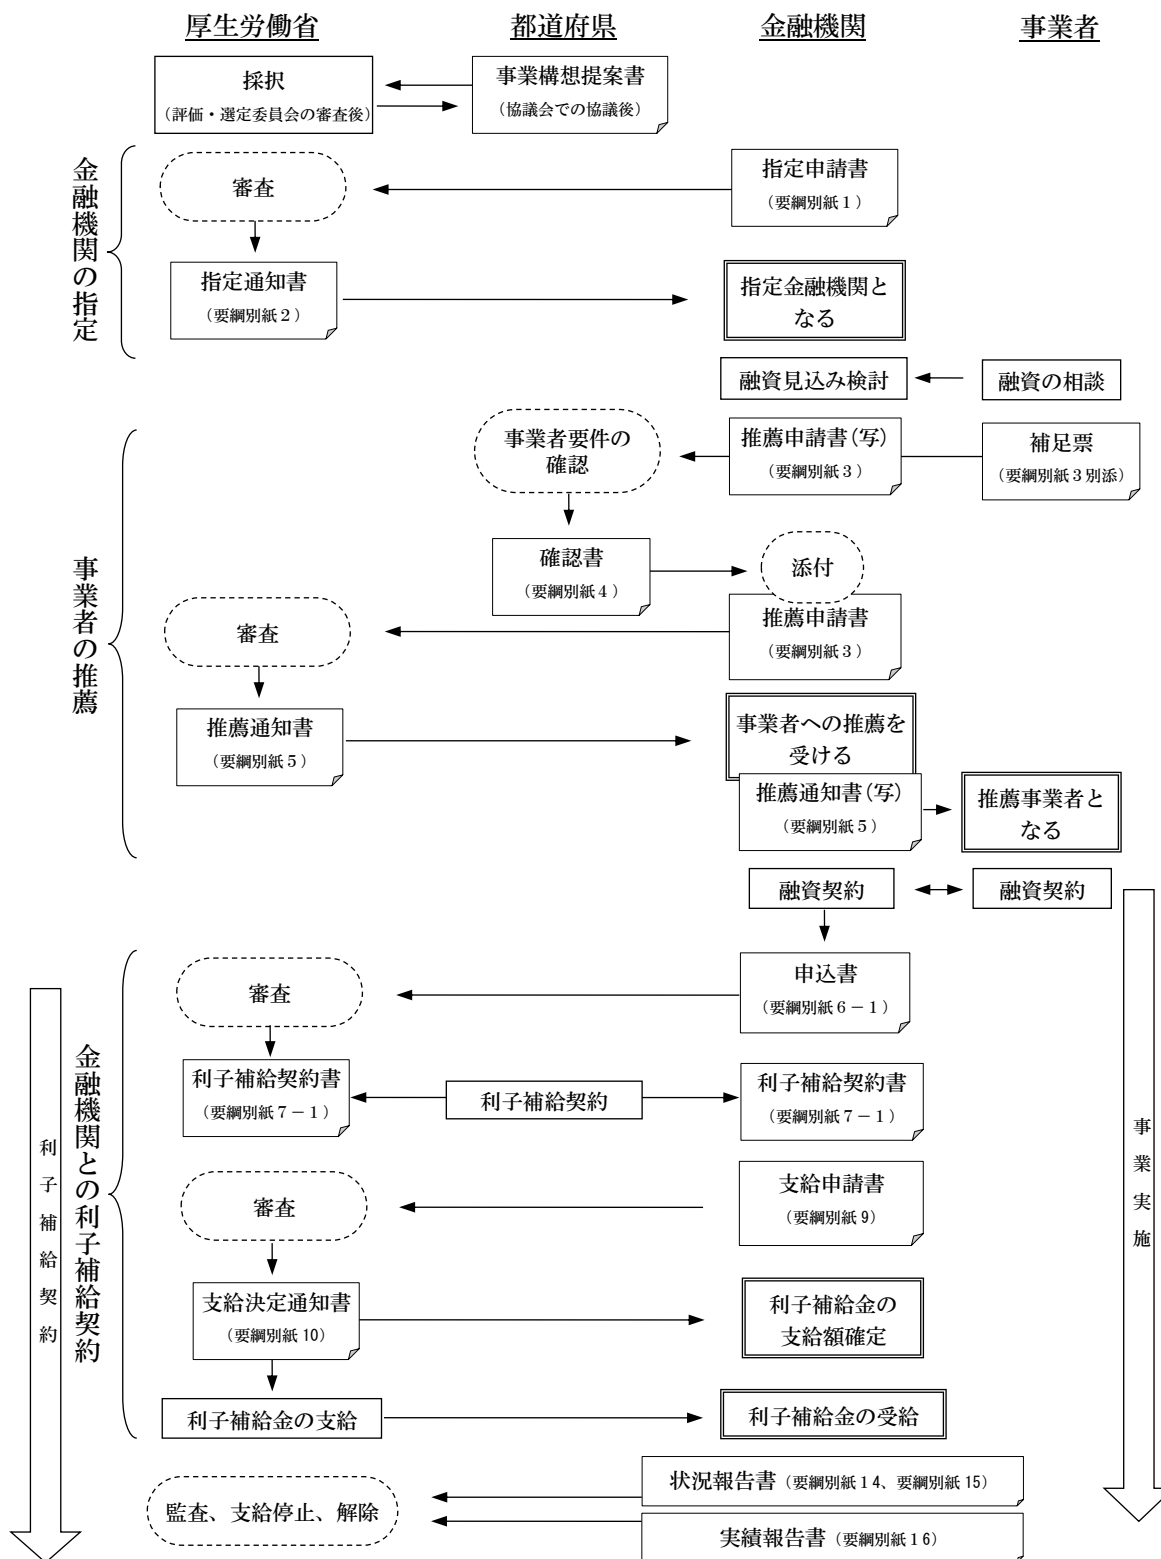 厚生労働省
都道府県
金融機関
事業者
採択
（評価・選定委員会の審査後）
事業構想提案書
（協議会での協議後）
金融機関の指定
審査
指定申請書
（要綱別紙１）
指定通知書
（要綱別紙２）
指定金融機関と
なる
融資見込み検討
融資の相談
事業者の推薦
事業者要件の
確認
推薦申請書（写）
（要綱別紙３）
補足票
（要綱別紙３別添）
確認書
（要綱別紙４）
添付
審査
推薦申請書
（要綱別紙３）
推薦通知書
（要綱別紙５）
事業者への推薦を
受ける
推薦通知書（写）
（要綱別紙５）
推薦事業者と
なる
融資契約
融資契約
金融機関との利子補給契約
利子補給契約
事業実施
審査
申込書
（要綱別紙６－１）
利子補給契約書
（要綱別紙７－１）
利子補給契約
利子補給契約書
（要綱別紙７－１）
審査
支給申請書
（要綱別紙９）
支給決定通知書
（要綱別紙10）
利子補給金の
支給額確定
利子補給金の支給
利子補給金の受給
監査、支給停止、解除
状況報告書（要綱別紙１４、要綱別紙15）
実績報告書（要綱別紙１６）